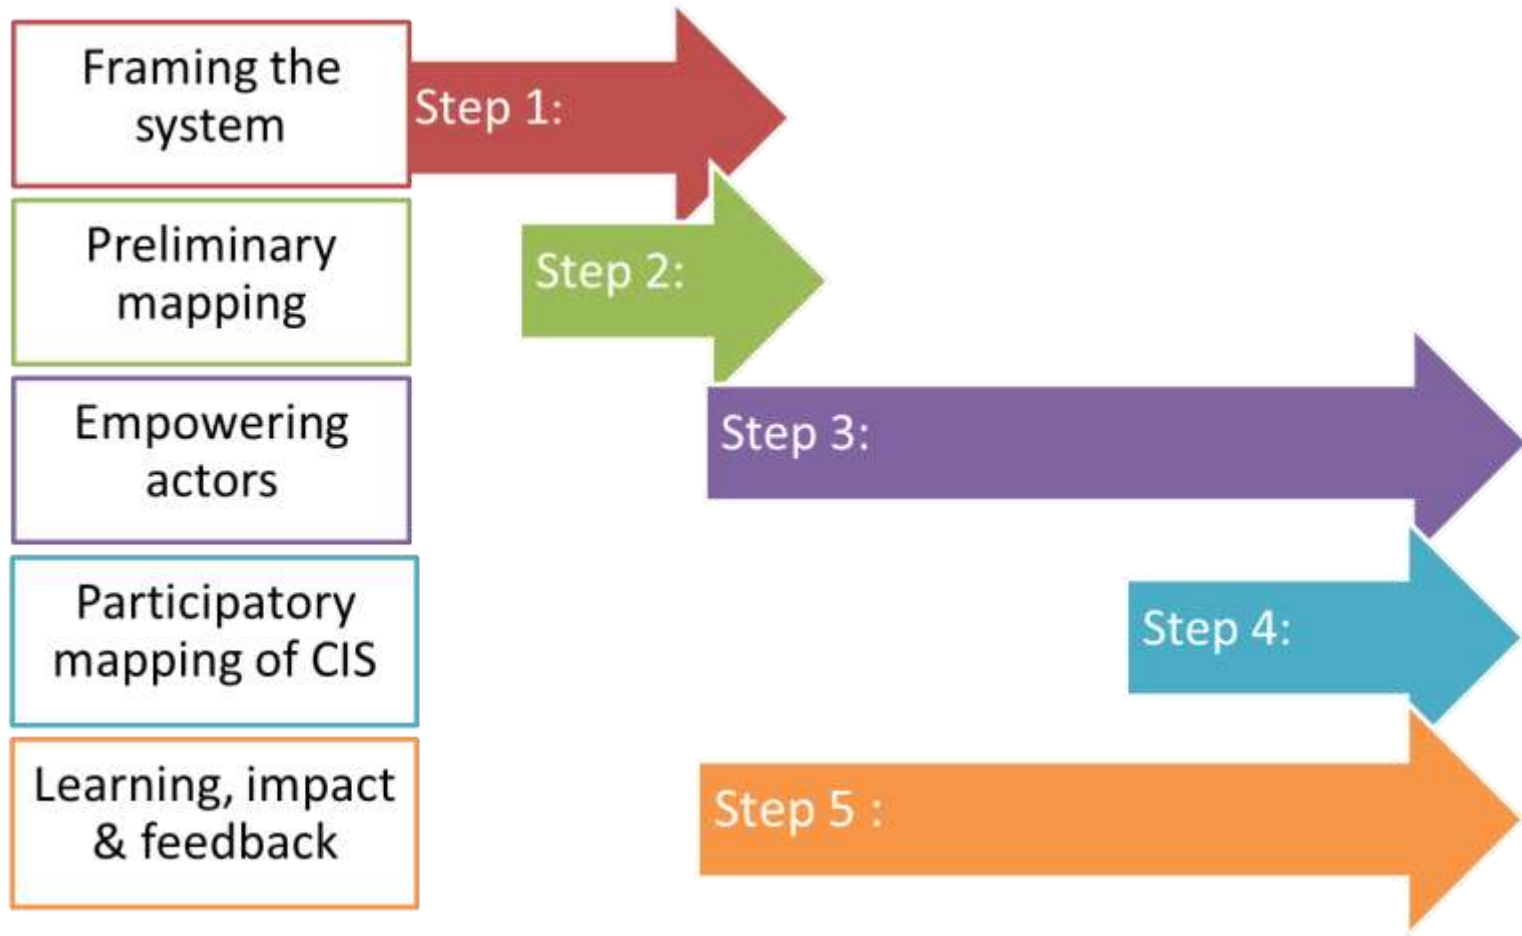 Framing the
system
Step 1:
Preliminary
mapping
Step 2:
Empowering
actors
Step 3:
Participatory
mapping of CIS
Step 4:
Learning, impact
& feedback
Step 5 :